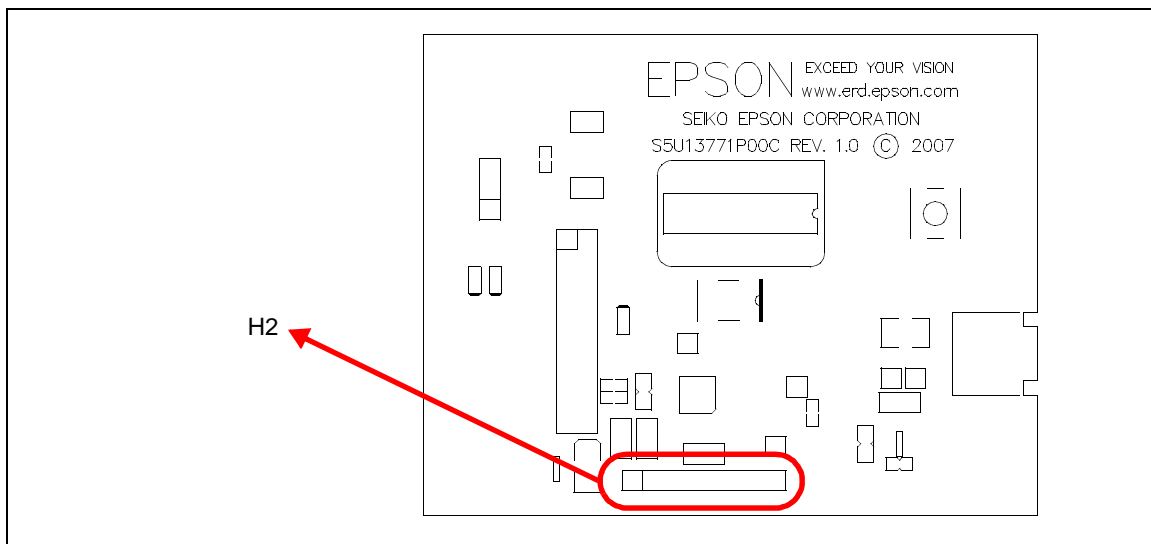 EPSON EXCEED YOUR VISION
www.erd.epson.com
SEIKO EPSON CORPORATION
S5U13771P00C REV. 1.0 © 2007
H2